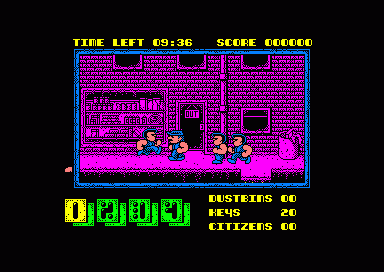 TIME LEFT 09:36 SCORE 000000
DUSTBINS 00
KEYS 20
CITIZENS 00